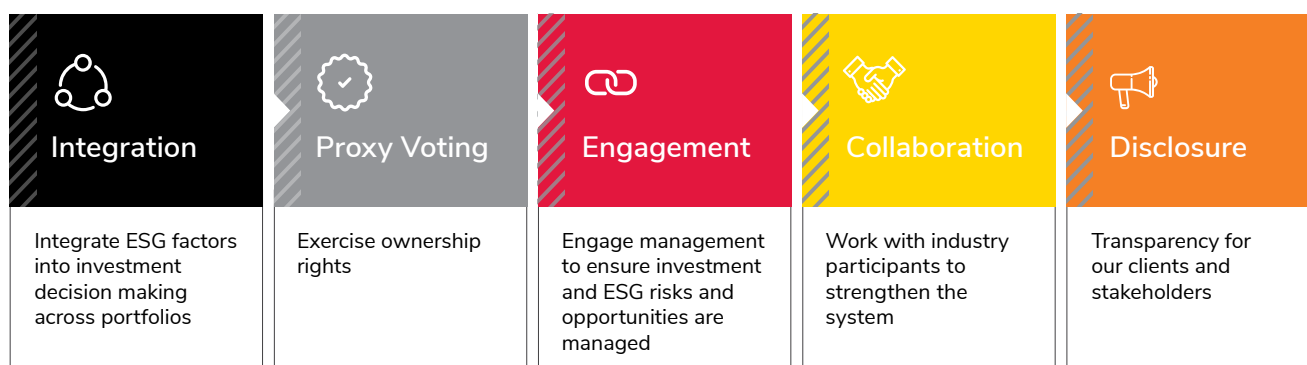 Integration
Integrate ESG factors
into investment
decision making
across portfolios
Proxy Voting
Exercise ownership
rights
Engagement
Engage management
to ensure investment
and ESG risks and
opportunities are
managed
Collaboration
Work with industry
participants to
strengthen the
system
Disclosure
Transparency for
our clients and
stakeholders